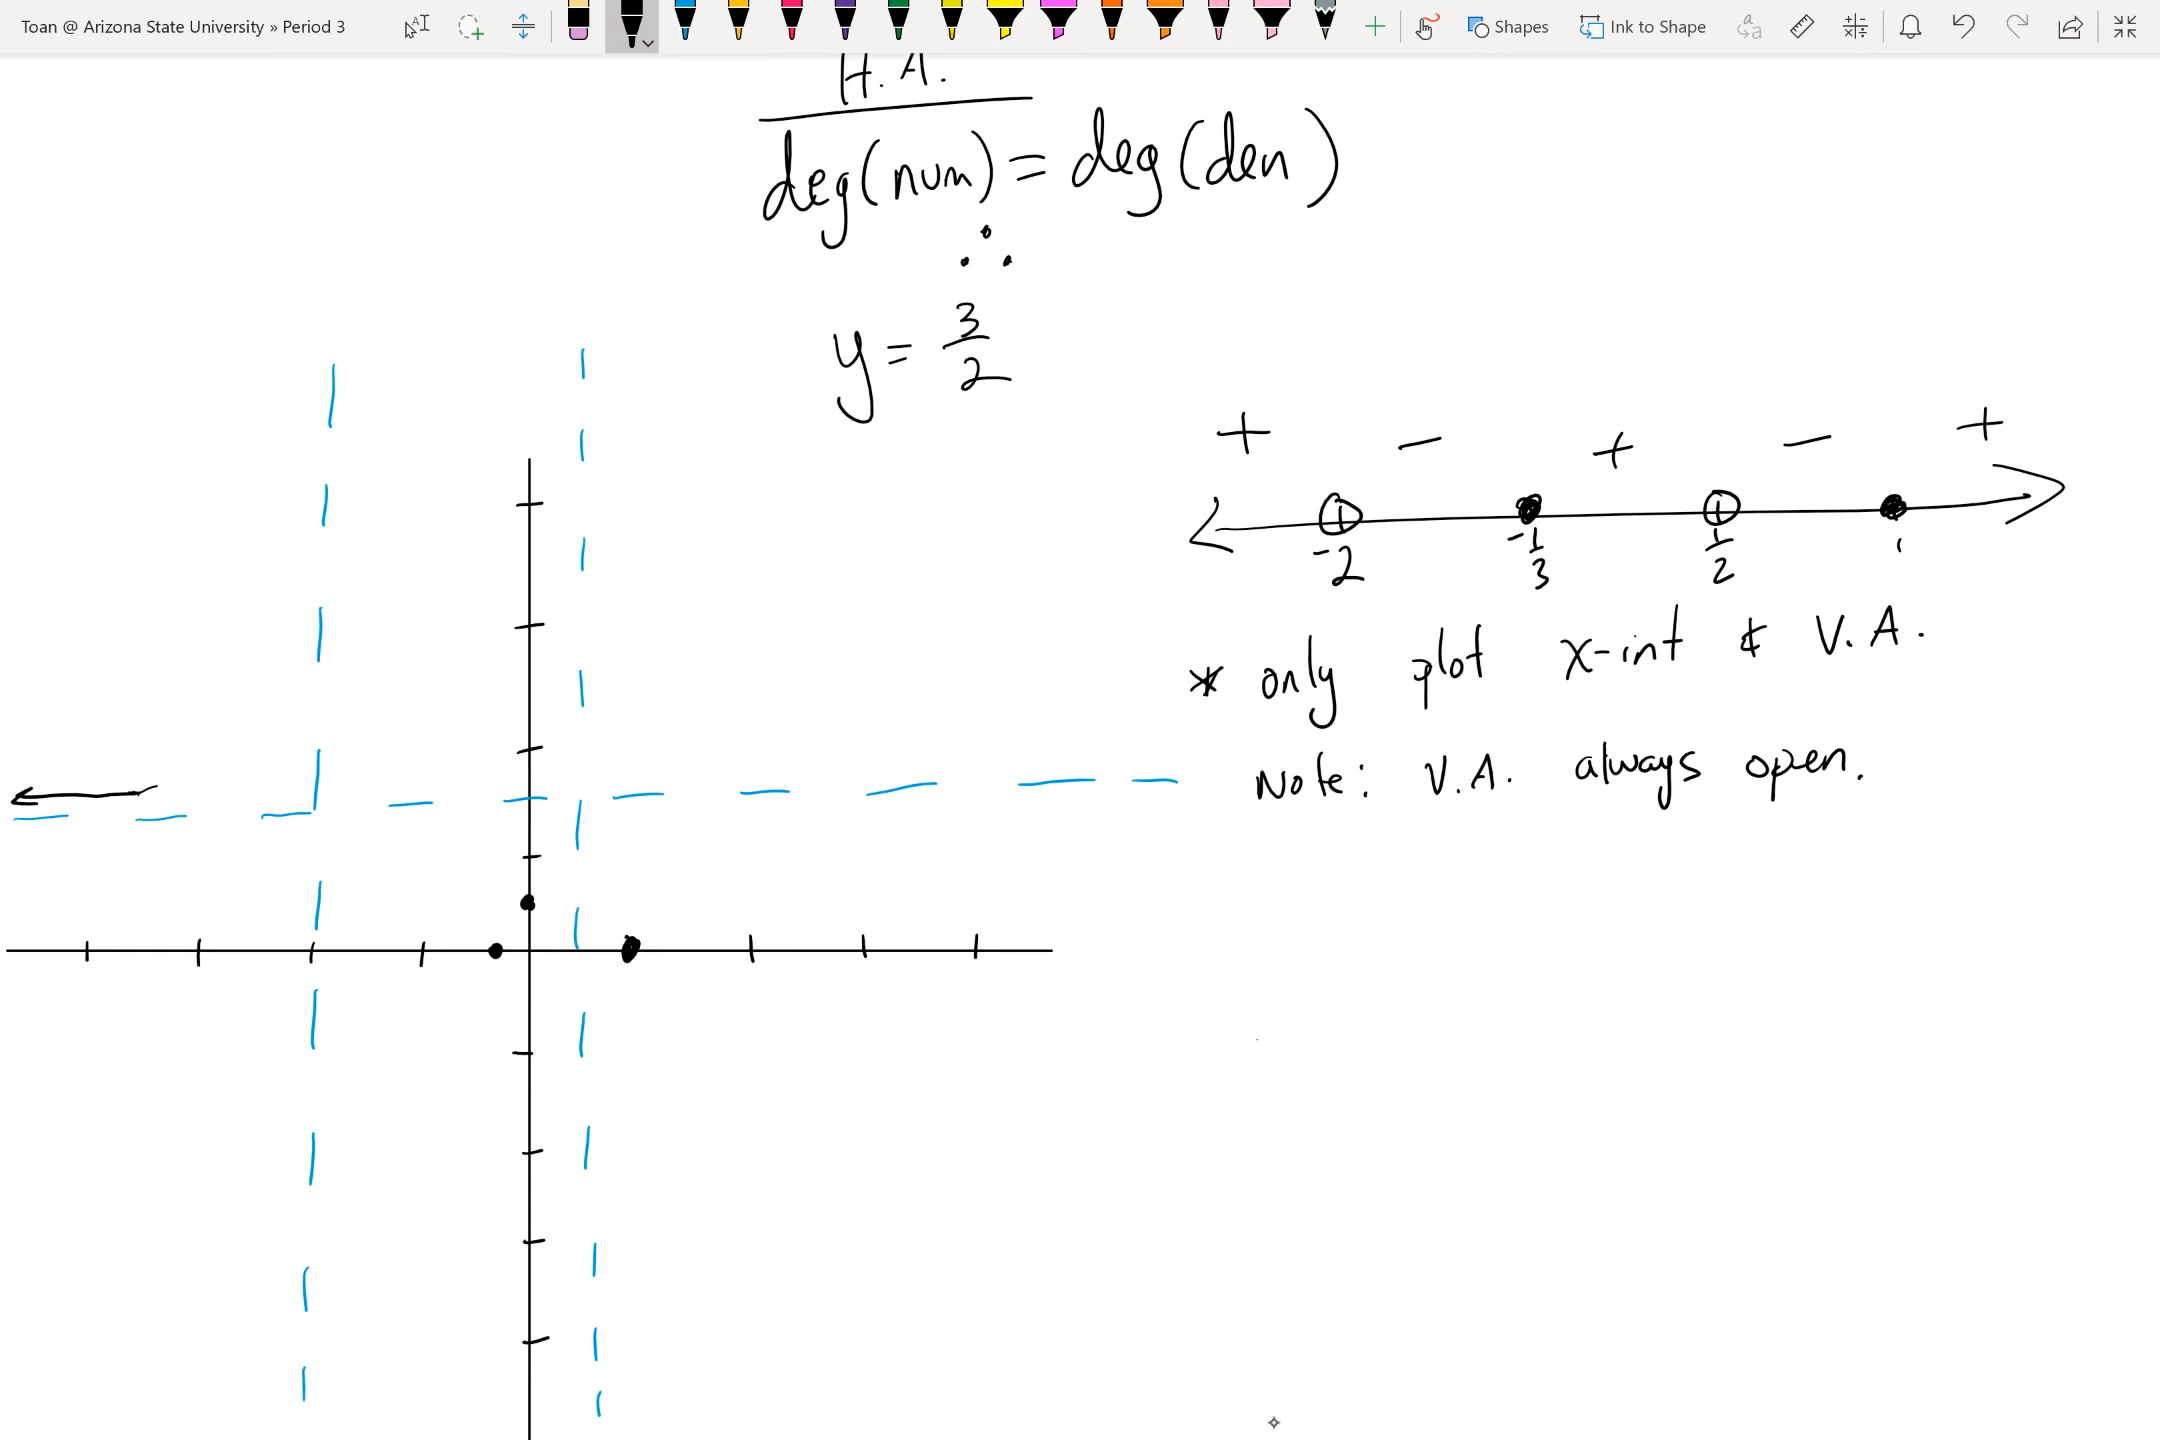 Toan @ Arizona State University » Period 3
Shapes
Ink to Shape
H.A.
deg(num) = deg(den)
∴
y = 3/2
+ − + − +
-2 -1/3 1/2 1
* only plot x-int & V.A.
Note: V.A. always open.